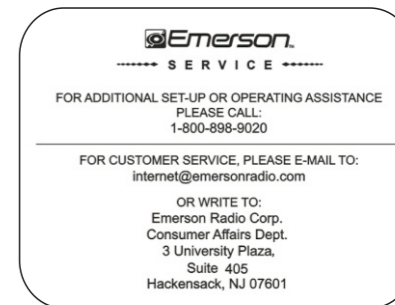 Emerson
SERVICE
FOR ADDITIONAL SET-UP OR OPERATING ASSISTANCE
PLEASE CALL:
1-800-898-9020
FOR CUSTOMER SERVICE, PLEASE E-MAIL TO:
internet@emersonradio.com
OR WRITE TO:
Emerson Radio Corp.
Consumer Affairs Dept.
3 University Plaza,
Suite 405
Hackensack, NJ 07601